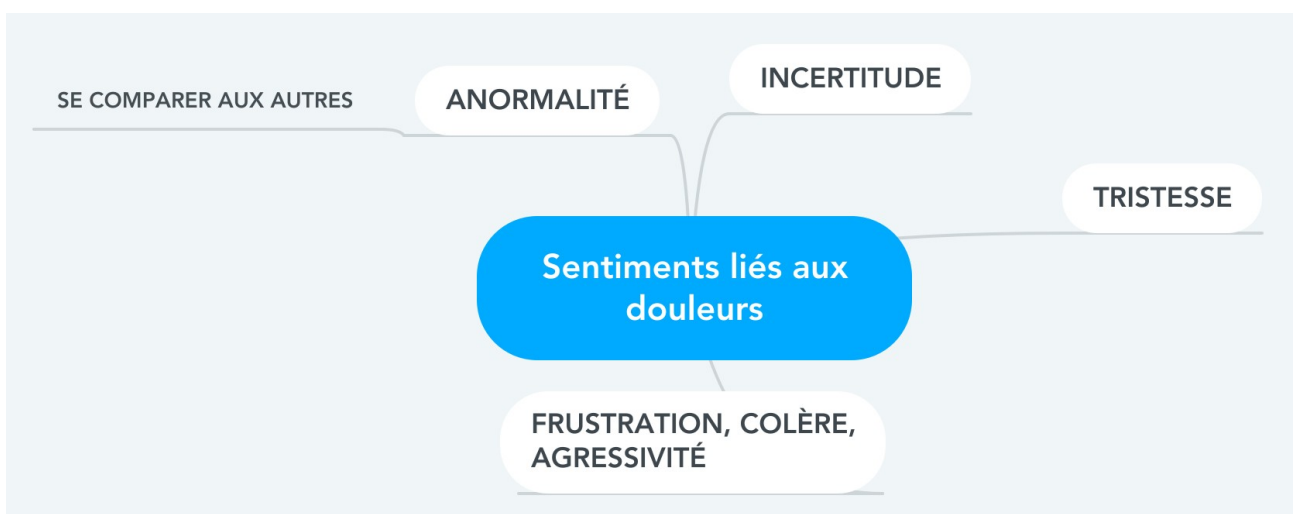 INCERTITUDE
SE COMPARER AUX AUTRES
ANORMALITÉ
TRISTESSE
Sentiments liés aux
douleurs
FRUSTRATION, COLÈRE,
AGRESSIVITÉ